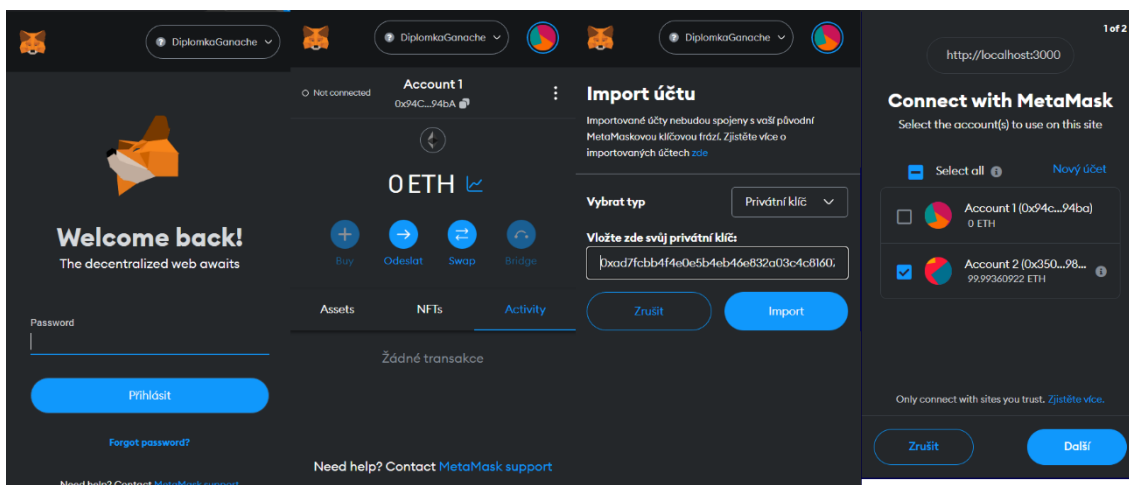 DiplomkaGanache
Welcome back!
The decentralized web awaits
Password
Přihlásit
Forgot password?
Need help? Contact MetaMask support
DiplomkaGanache
Not connected
Account 1
0x94C...94bA
0 ETH
Buy
Odeslat
Swap
Bridge
Assets
NFTs
Activity
Žádné transakce
Need help? Contact MetaMask support
DiplomkaGanache
Import účtu
Importované účty nebudou spojeny s vaší původní
MetaMaskovou klíčovou frází. Zjistěte více o
importovaných účtech zde
Vybrat typ
Privátní klíč
Vložte zde svůj privátní klíč:
0xad7fcbb4f4e0e5b4eb46e832a03c4c81607
Zrušit
Import
1 of 2
http://localhost:3000
Connect with MetaMask
Select the account(s) to use on this site
Select all
Nový účet
Account 1 (0x94c...94ba)
0 ETH
Account 2 (0x350...98...
99.99360922 ETH
Only connect with sites you trust. Zjistěte více.
Zrušit
Další